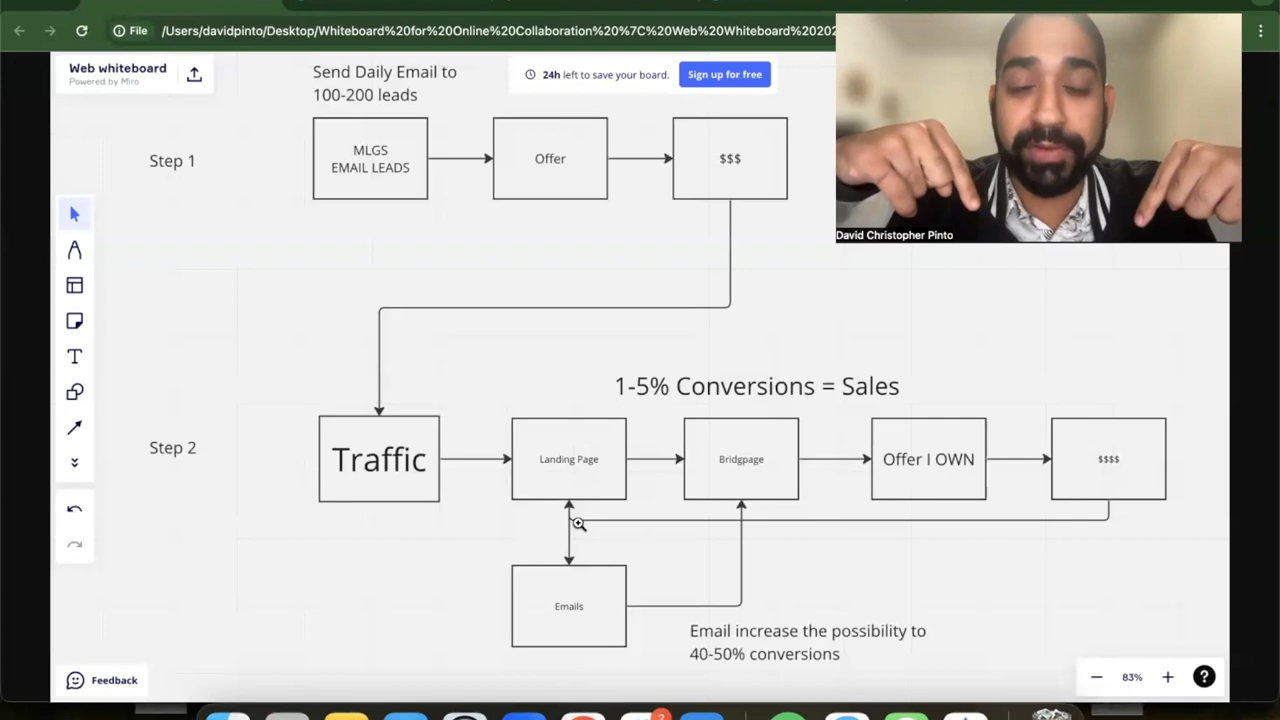 File
/Users/davidpinto/Desktop/Whiteboard%20for%20Online%20Collaboration%20%7C%20Web%20Whiteboard%20202
Web whiteboard
Powered by Miro
24h left to save your board.
Sign up for free
Send Daily Email to
100-200 leads
Step 1
MLGS
EMAIL LEADS
Offer
$$$
David Christopher Pinto
1-5% Conversions = Sales
Step 2
Traffic
Landing Page
Bridgpage
Offer I OWN
$$$$
Emails
Email increase the possibility to
40-50% conversions
Feedback
83%
2